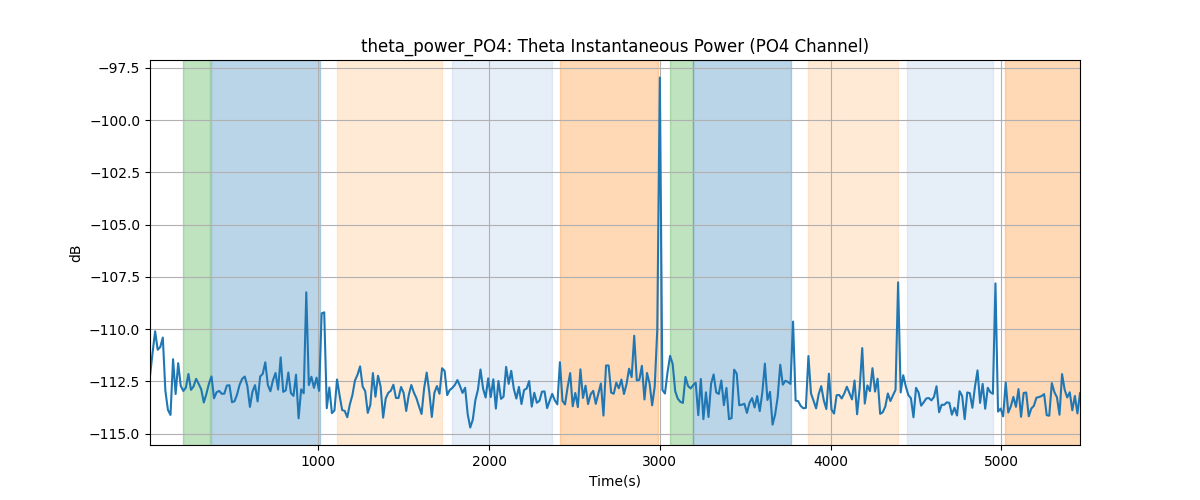 theta_power_PO4: Theta Instantaneous Power (PO4 Channel)
−97.5
−100.0
−102.5
−105.0
−107.5
−110.0
−112.5
−115.0
dB
1000 2000 3000 4000 5000
Time(s)